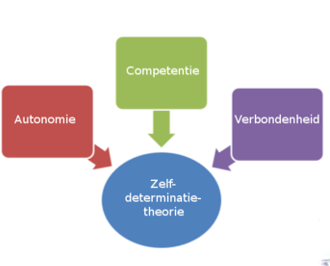 Competentie
Autonomie
Verbondenheid
Zelf-
determinatie-
theorie